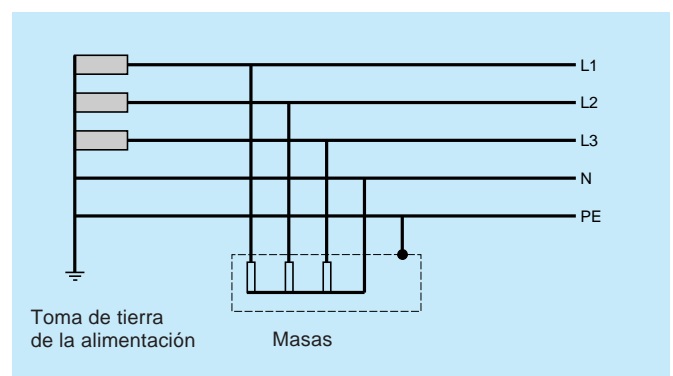 L1
L2
L3
N
PE
Toma de tierra
de la alimentación
Masas